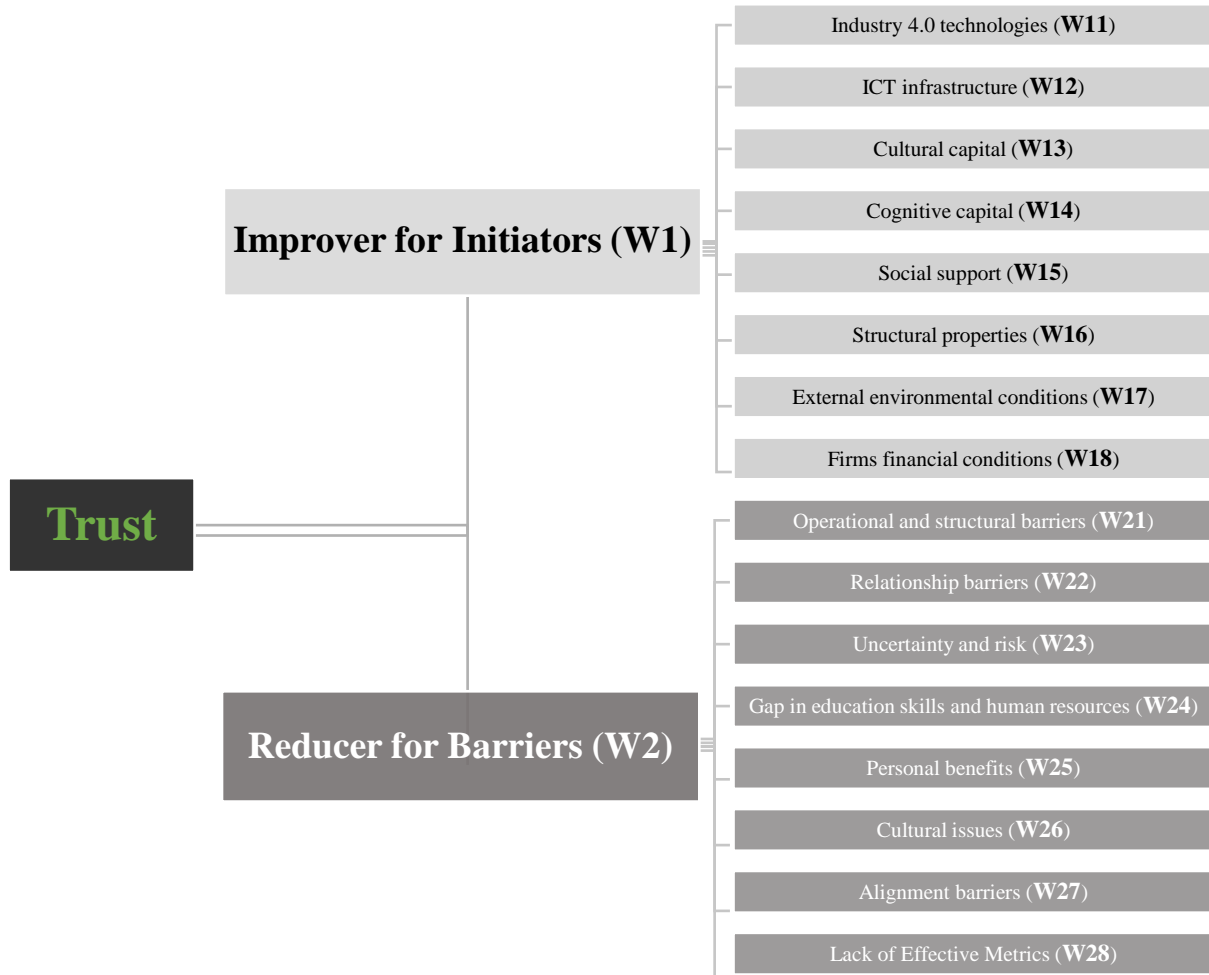 Trust
Improver for Initiators (W1)
Industry 4.0 technologies (W11)
ICT infrastructure (W12)
Cultural capital (W13)
Cognitive capital (W14)
Social support (W15)
Structural properties (W16)
External environmental conditions (W17)
Firms financial conditions (W18)
Reducer for Barriers (W2)
Operational and structural barriers (W21)
Relationship barriers (W22)
Uncertainty and risk (W23)
Gap in education skills and human resources (W24)
Personal benefits (W25)
Cultural issues (W26)
Alignment barriers (W27)
Lack of Effective Metrics (W28)